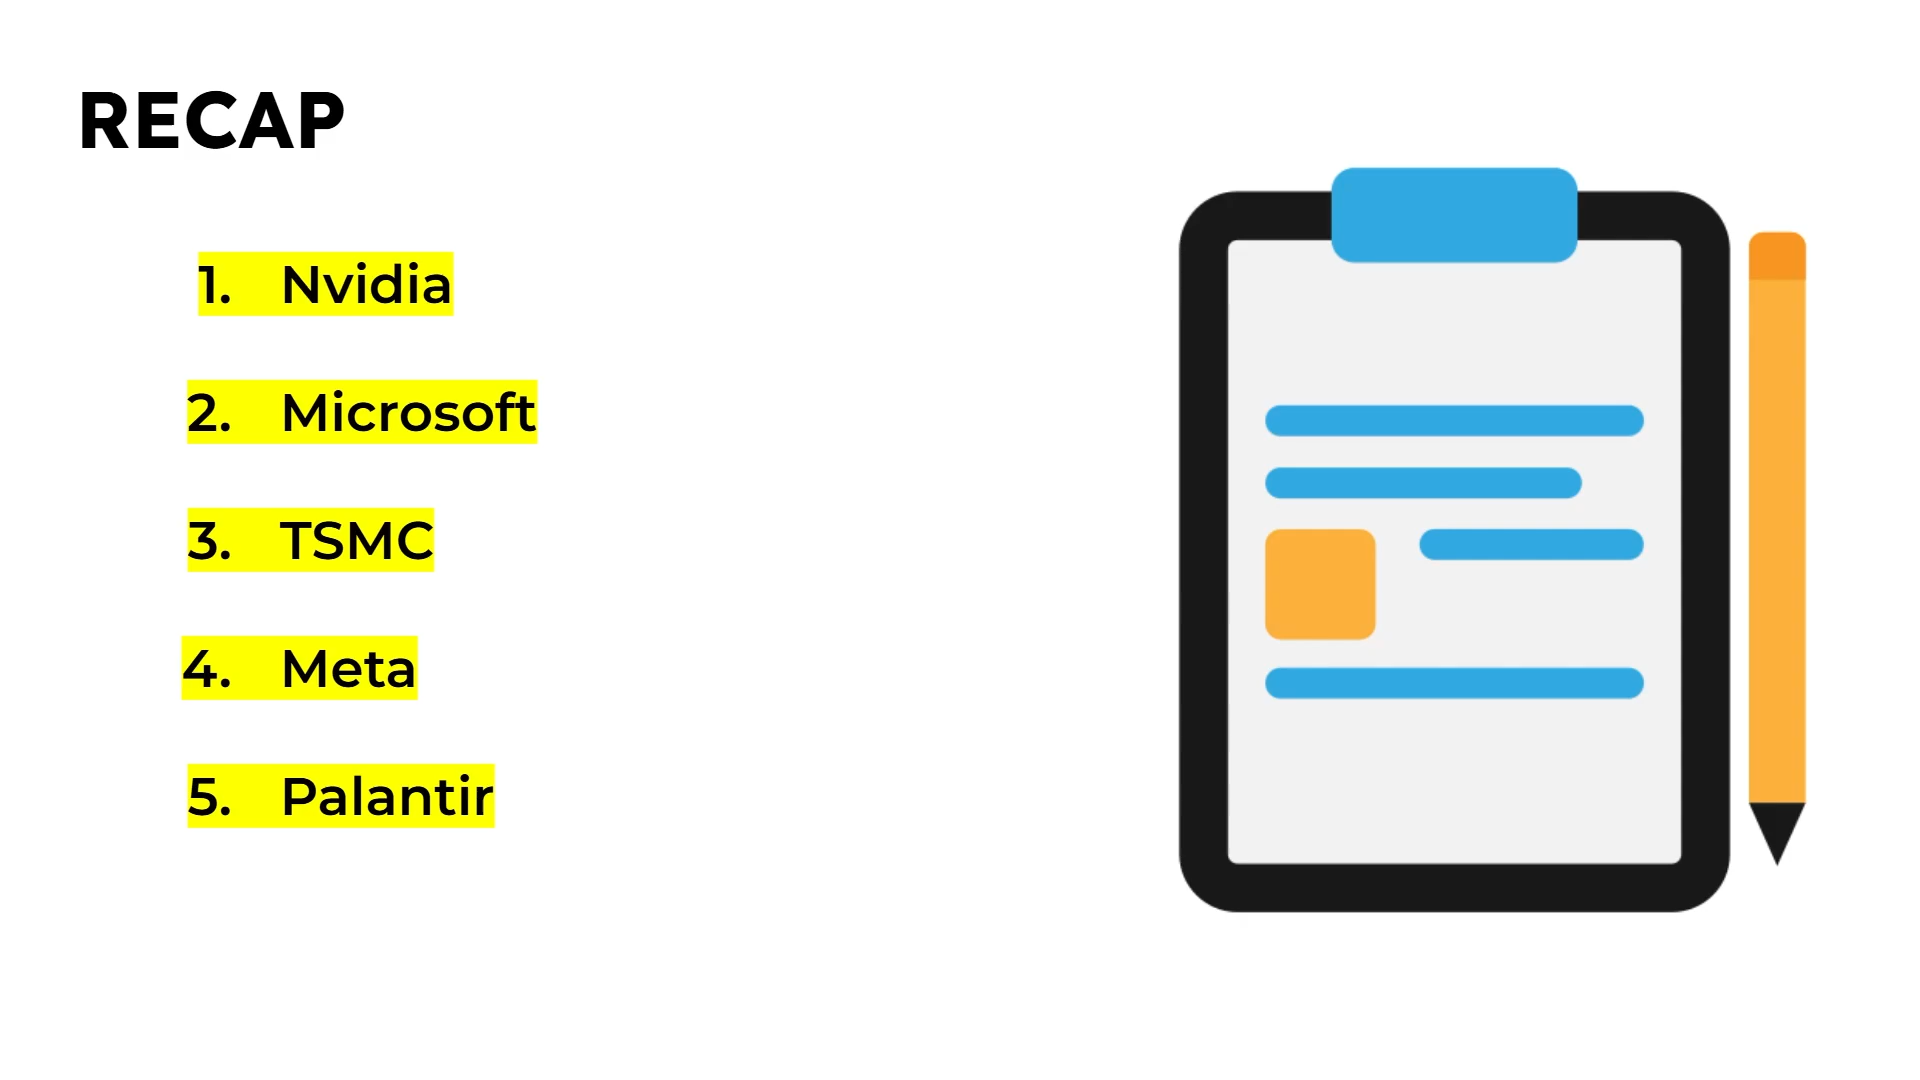 RECAP
1. Nvidia
2. Microsoft
3. TSMC
4. Meta
5. Palantir